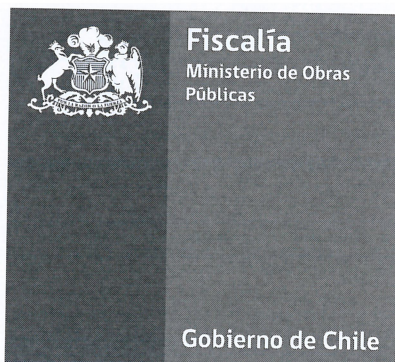 Fiscalía
Ministerio de Obras
Públicas
Gobierno de Chile